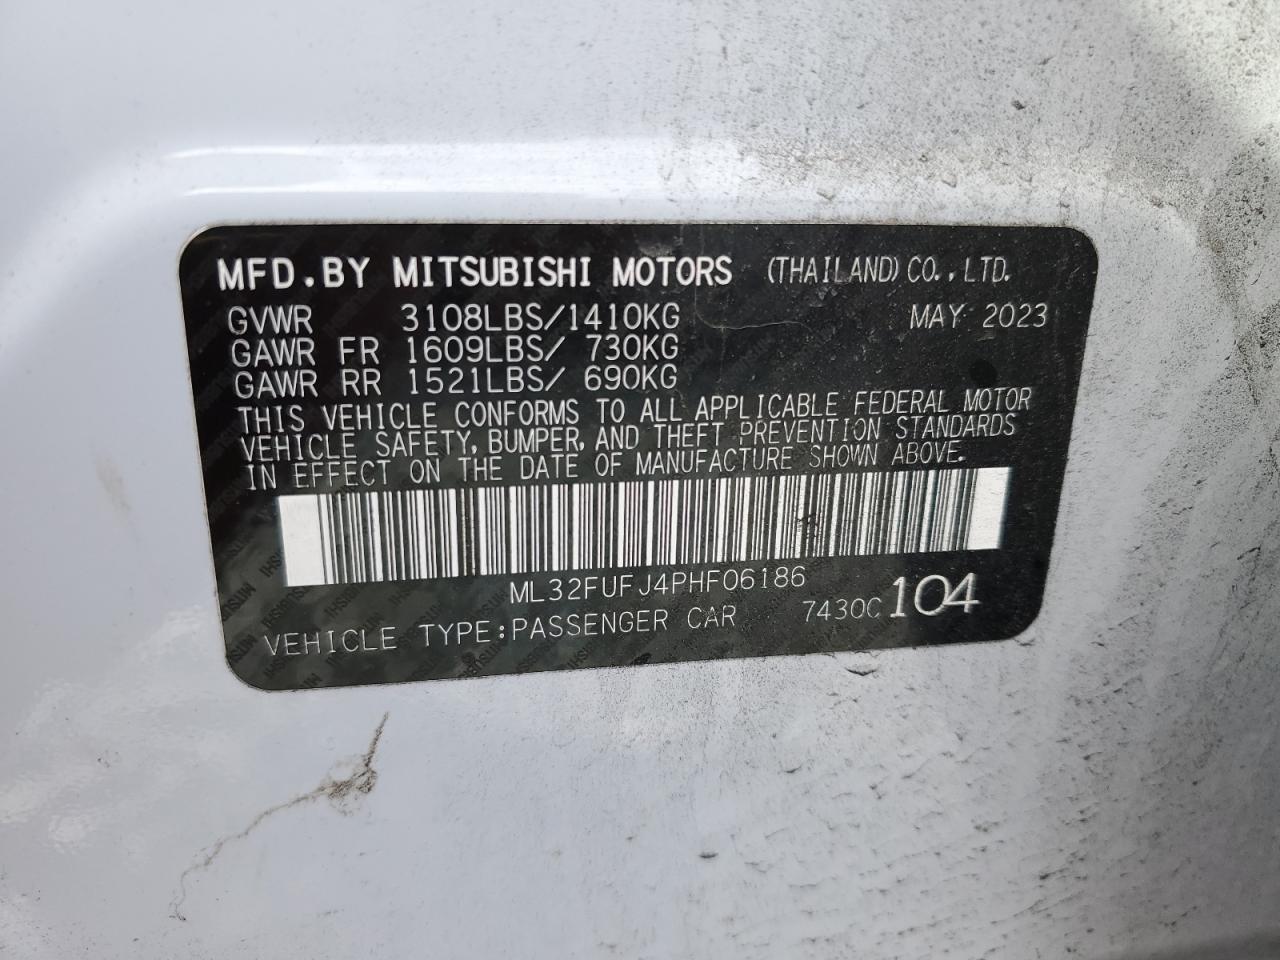 MFD.BY MITSUBISHI MOTORS (THAILAND) CO.,LTD.
GVWR 3108LBS/1410KG MAY 2023
GAWR FR 1609LBS/ 730KG
GAWR RR 1521LBS/ 690KG
THIS VEHICLE CONFORMS TO ALL APPLICABLE FEDERAL MOTOR
VEHICLE SAFETY, BUMPER, AND THEFT PREVENTION STANDARDS
IN EFFECT ON THE DATE OF MANUFACTURE SHOWN ABOVE.
ML32FUFJ4PHF06186
VEHICLE TYPE:PASSENGER CAR 7430C 104